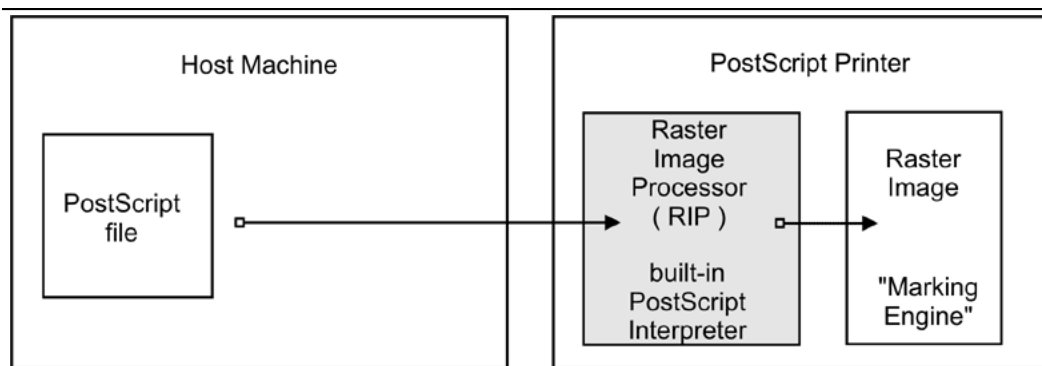 Host Machine
PostScript
file
PostScript Printer
Raster
Image
Processor
( RIP )
built-in
PostScript
Interpreter
Raster
Image
"Marking
Engine"